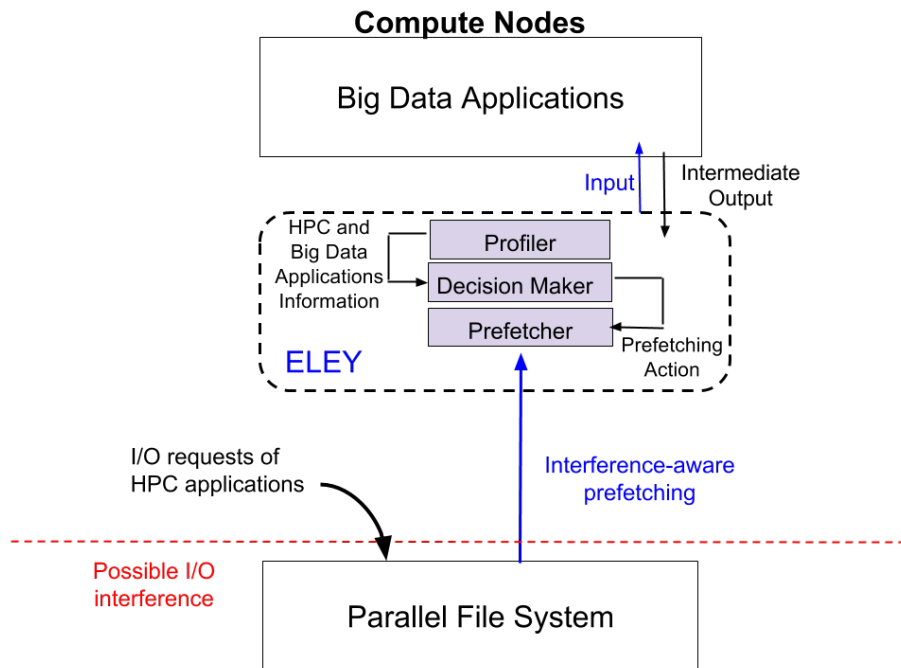 Compute Nodes
Big Data Applications
Input
Intermediate
Output
HPC and
Big Data
Applications
Information
Profiler
Decision Maker
Prefetcher
Prefetching
Action
ELEY
I/O requests of
HPC applications
Interference-aware
prefetching
Possible I/O
interference
Parallel File System